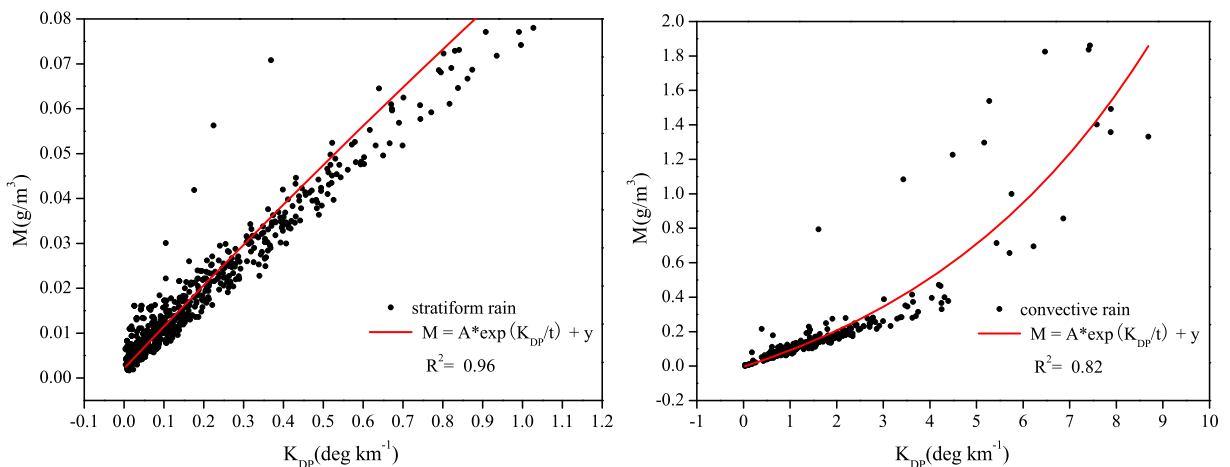 0.08
0.07
0.06
0.05
0.04
0.03
0.02
0.01
0.00
M(g/m³)
stratiform rain
M = A*exp(K_DP/t) + y
R²= 0.96
-0.1 0.0 0.1 0.2 0.3 0.4 0.5 0.6 0.7 0.8 0.9 1.0 1.1 1.2
K_DP(deg km⁻¹)
2.0
1.8
1.6
1.4
1.2
1.0
0.8
0.6
0.4
0.2
0.0
-0.2
M(g/m³)
convective rain
M = A*exp(K_DP/t) + y
R²= 0.82
-1 0 1 2 3 4 5 6 7 8 9 10
K_DP(deg km⁻¹)